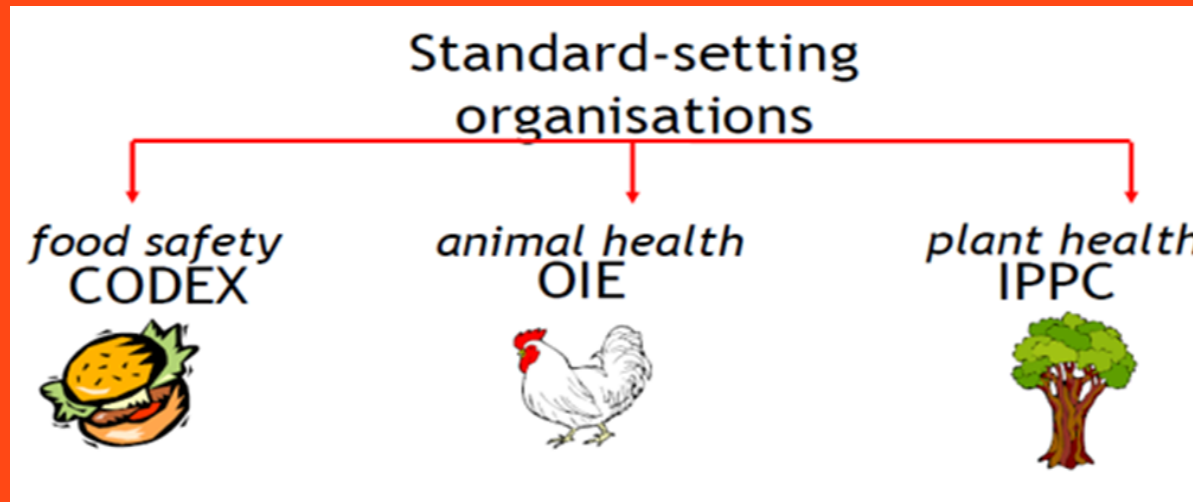 Standard-setting
organisations
food safety
CODEX
animal health
OIE
plant health
IPPC